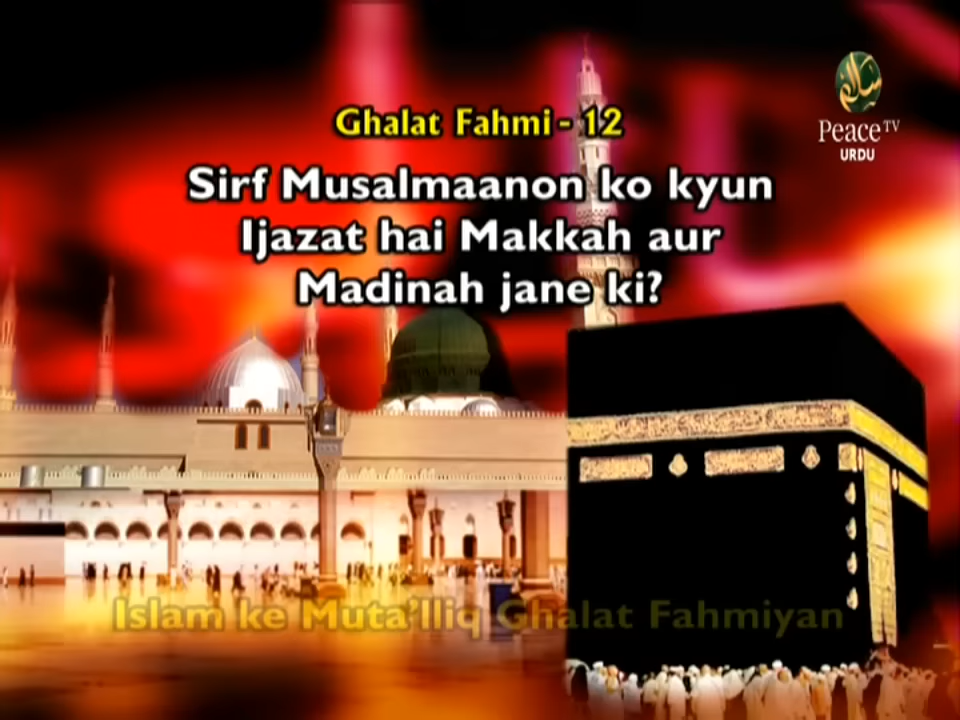 Ghalat Fahmi - 12
Sirf Musalmaanon ko kyun
Ijazat hai Makkah aur
Madinah jane ki?
Peace TV
URDU
Islam ke Muta'lliq Ghalat Fahmiyan